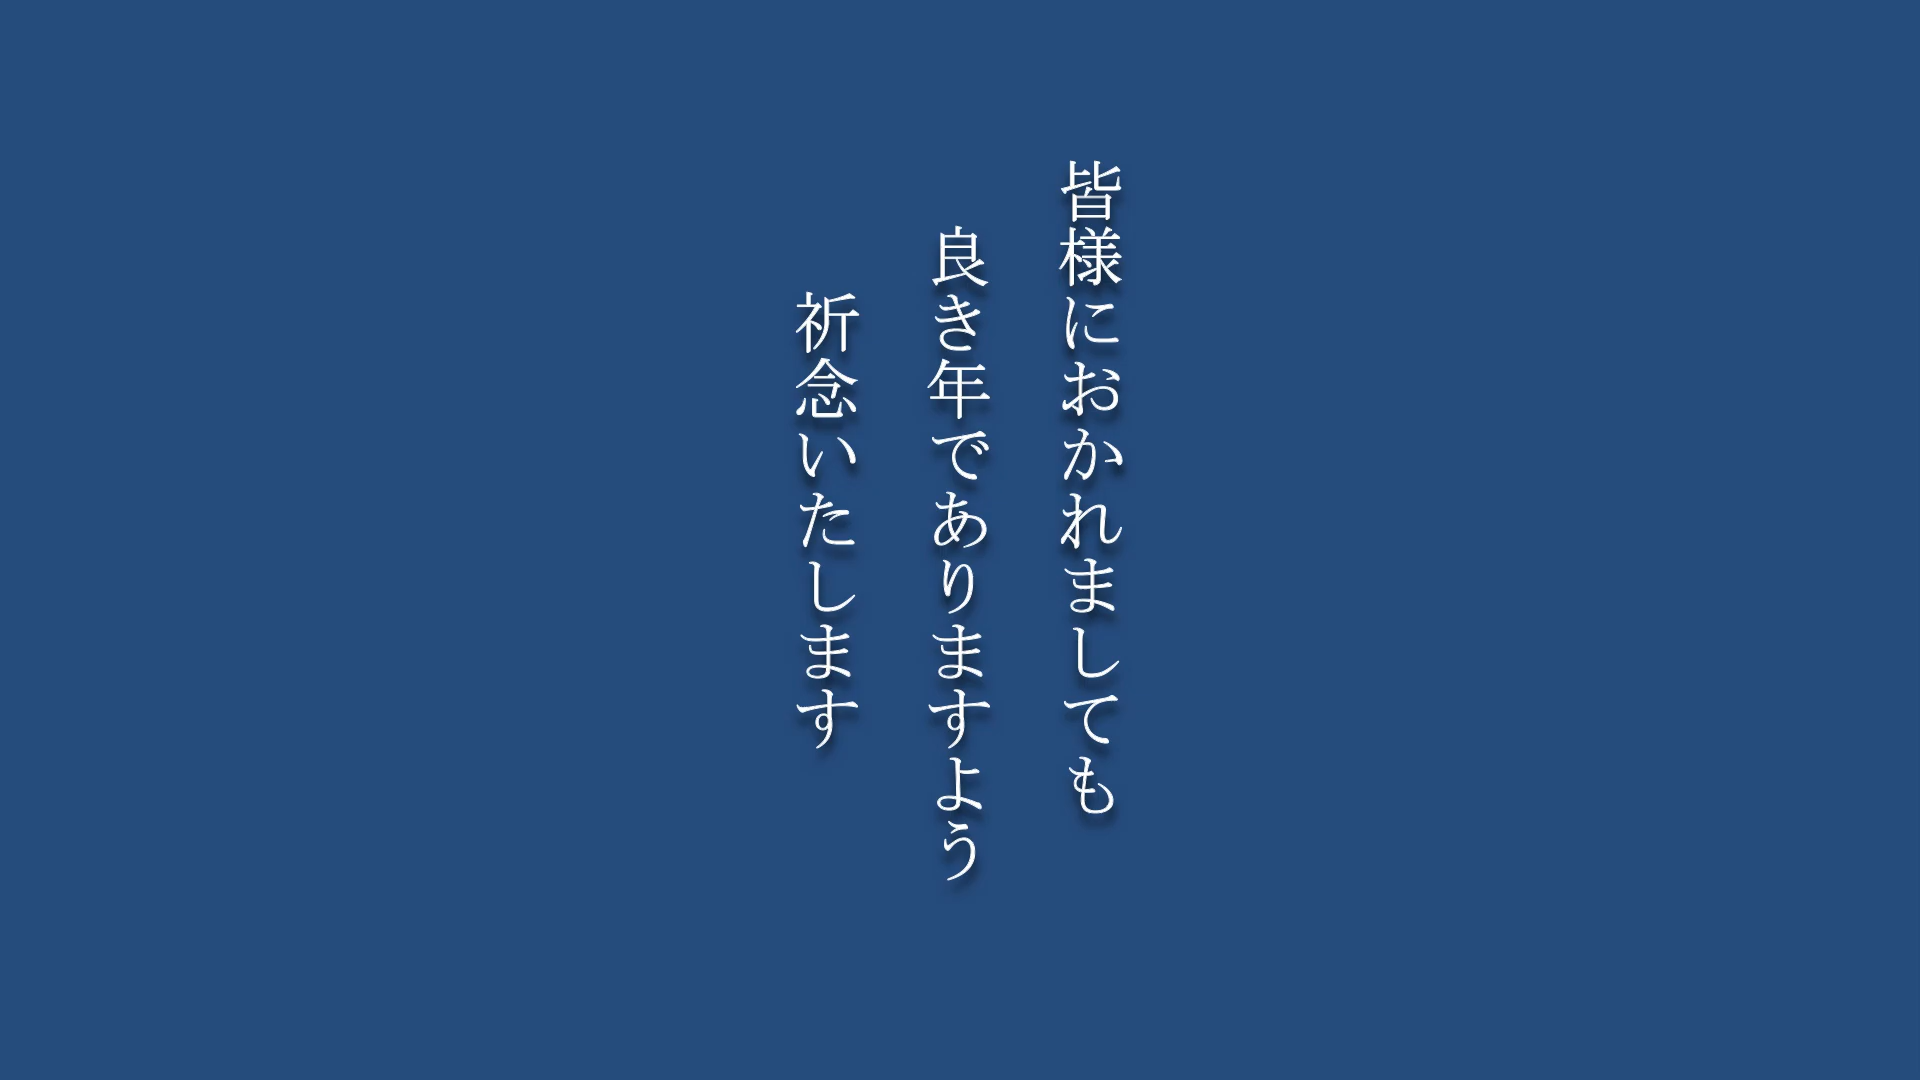 皆様におかれましても
良き年でありますよう
祈念いたします